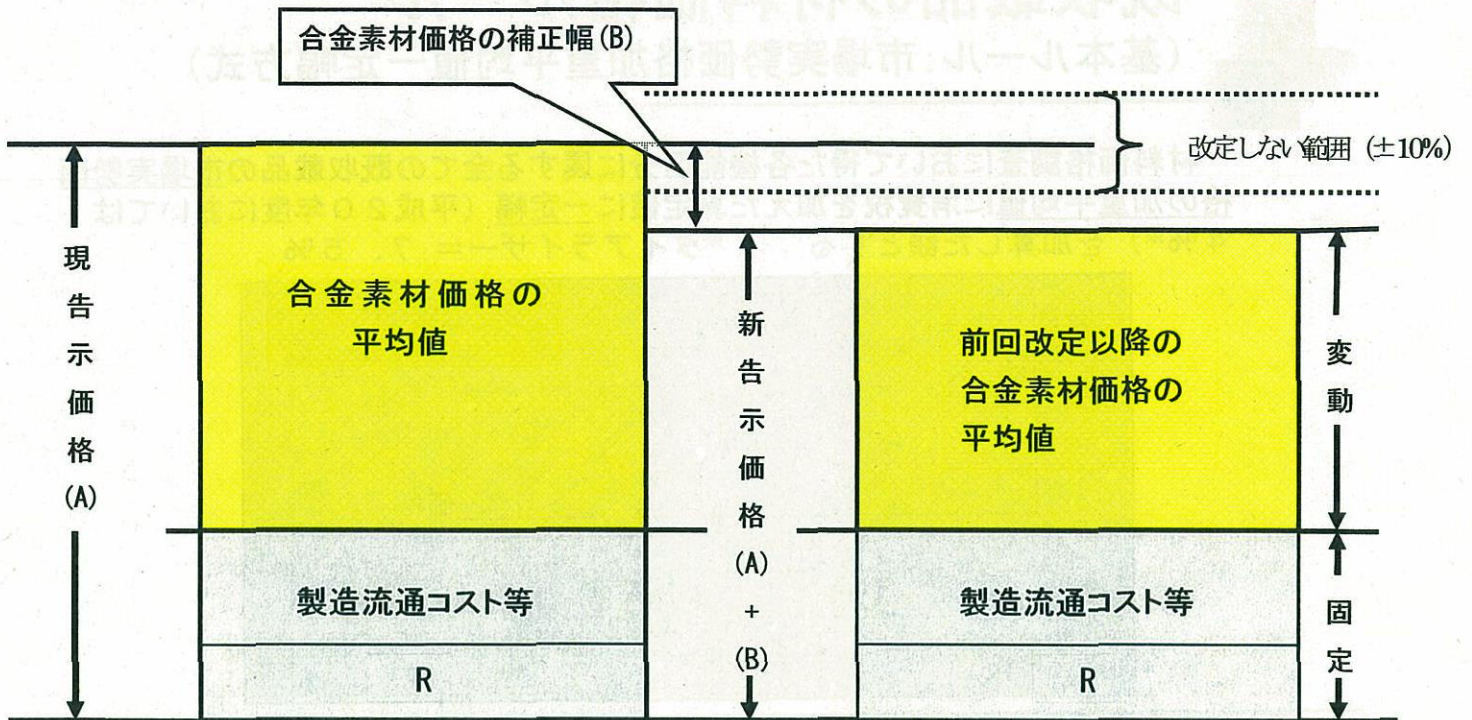 合金素材価格の補正幅(B)
改定しない範囲(±10%)
現告示価格(A)
合金素材価格の
平均値
新告示価格(A)+(B)
前回改定以降の
合金素材価格の
平均値
変動
製造流通コスト等
製造流通コスト等
固定
R
R